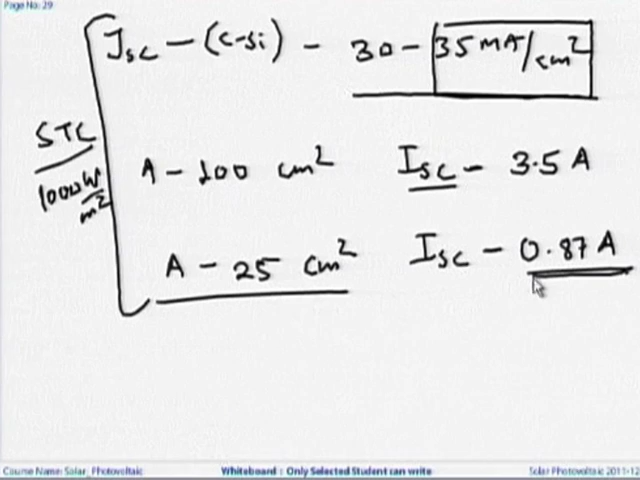 Page No: 29
Jsc – (c-si) – 30 – 35 mA/cm²
STC
1000 W/m²
A – 100 cm² Isc – 3.5 A
A – 25 cm² Isc – 0.87 A
Course Name: Solar_Photovoltaic Whiteboard : Only Selected Student can write Solar Photovoltaic 2011-12